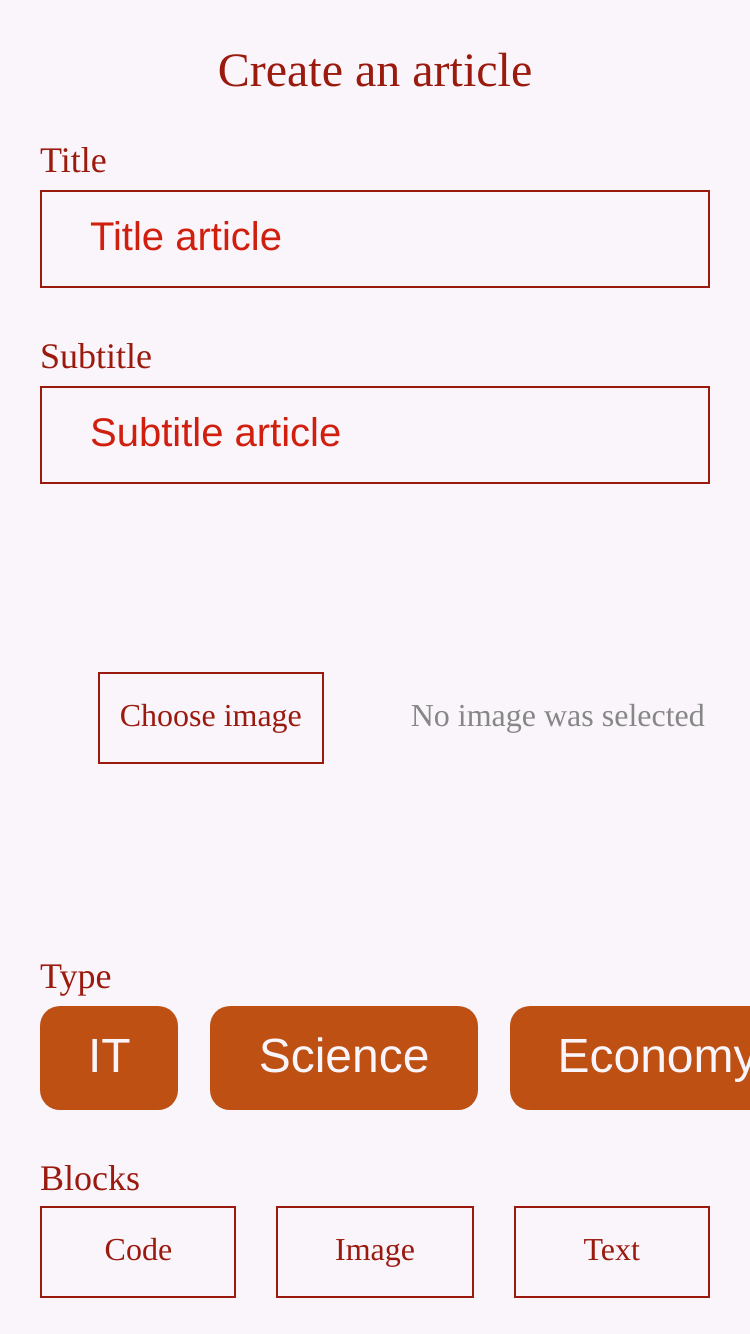 Create an article
Title
Title article
Subtitle
Subtitle article
Choose image No image was selected
Type
IT Science Economy
Blocks
Code Image Text